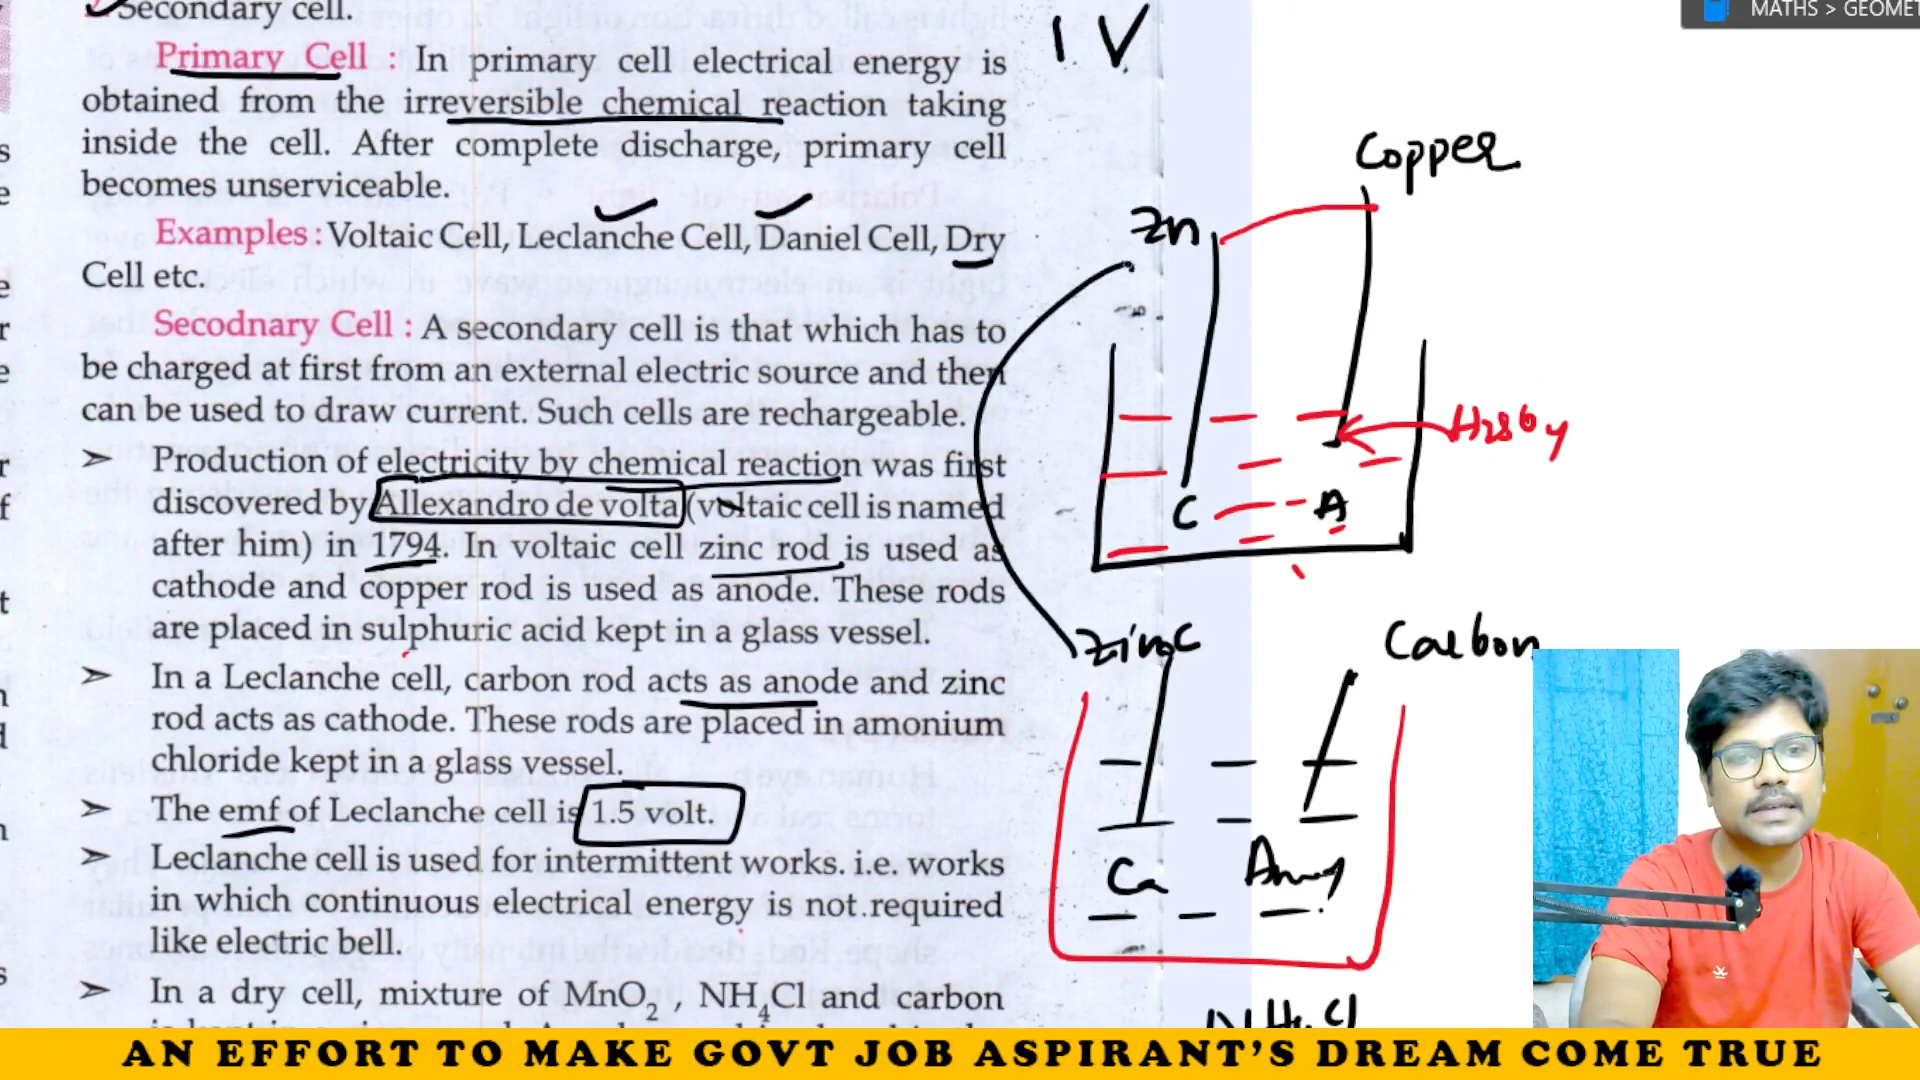 Secondary cell.
Primary Cell : In primary cell electrical energy is
obtained from the irreversible chemical reaction taking
inside the cell. After complete discharge, primary cell
becomes unserviceable.
Examples : Voltaic Cell, Leclanche Cell, Daniel Cell, Dry
Cell etc.
Secodnary Cell : A secondary cell is that which has to
be charged at first from an external electric source and then
can be used to draw current. Such cells are rechargeable.
➢ Production of electricity by chemical reaction was first
discovered by Allexandro de volta (voltaic cell is named
after him) in 1794. In voltaic cell zinc rod is used as
cathode and copper rod is used as anode. These rods
are placed in sulphuric acid kept in a glass vessel.
➢ In a Leclanche cell, carbon rod acts as anode and zinc
rod acts as cathode. These rods are placed in amonium
chloride kept in a glass vessel.
➢ The emf of Leclanche cell is 1.5 volt.
➢ Leclanche cell is used for intermittent works. i.e. works
in which continuous electrical energy is not required
like electric bell.
➢ In a dry cell, mixture of MnO2, NH4Cl and carbon
MATHS > GEOMET
Copper
Zn
C
A
Zinc
Carbon
Ca
AN EFFORT TO MAKE GOVT JOB ASPIRANT'S DREAM COME TRUE